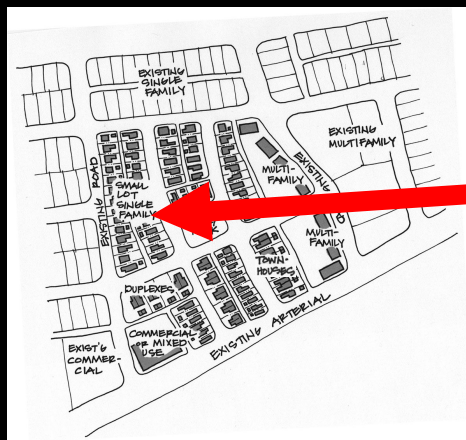 EXISTING
SINGLE
FAMILY
EXISTING
MULTIFAMILY
EXISTING ROAD
SMALL
LOT
SINGLE
FAMILY
MULTI-
FAMILY
EXISTING
MULTI-
FAMILY
TOWN-
HOUSES
DUPLEXES
COMMERCIAL
OR MIXED
USE
EXIST'G
COMMER-
CIAL
EXISTING ARTERIAL